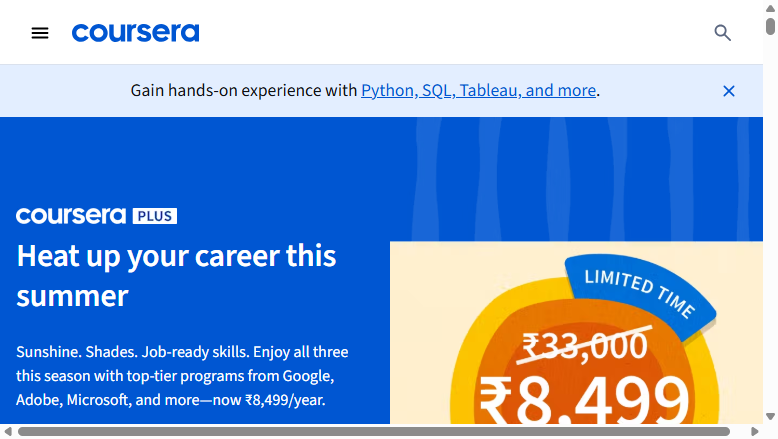 coursera
Gain hands-on experience with Python, SQL, Tableau, and more.
coursera PLUS
Heat up your career this
summer
Sunshine. Shades. Job-ready skills. Enjoy all three
this season with top-tier programs from Google,
Adobe, Microsoft, and more—now ₹8,499/year.
LIMITED TIME
₹33,000
₹8,499